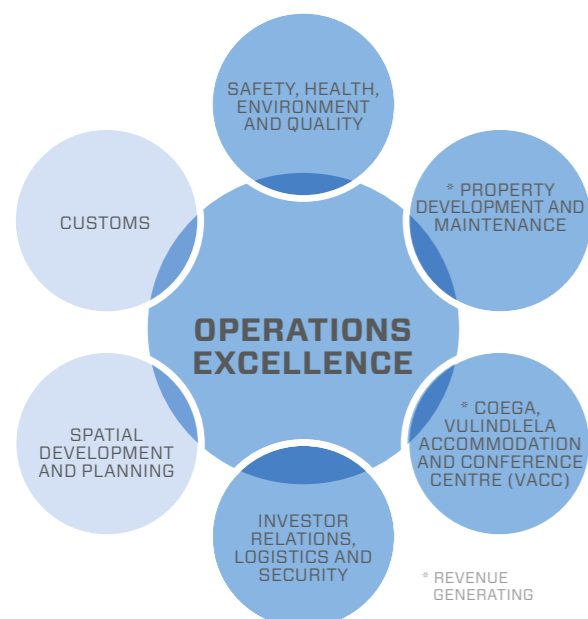 SAFETY, HEALTH,
ENVIRONMENT
AND QUALITY
* PROPERTY
DEVELOPMENT AND
MAINTENANCE
CUSTOMS
OPERATIONS
EXCELLENCE
* COEGA,
VULINDLELA
ACCOMMODATION
AND CONFERENCE
CENTRE (VACC)
SPATIAL
DEVELOPMENT
AND PLANNING
INVESTOR
RELATIONS,
LOGISTICS AND
SECURITY
* REVENUE
GENERATING